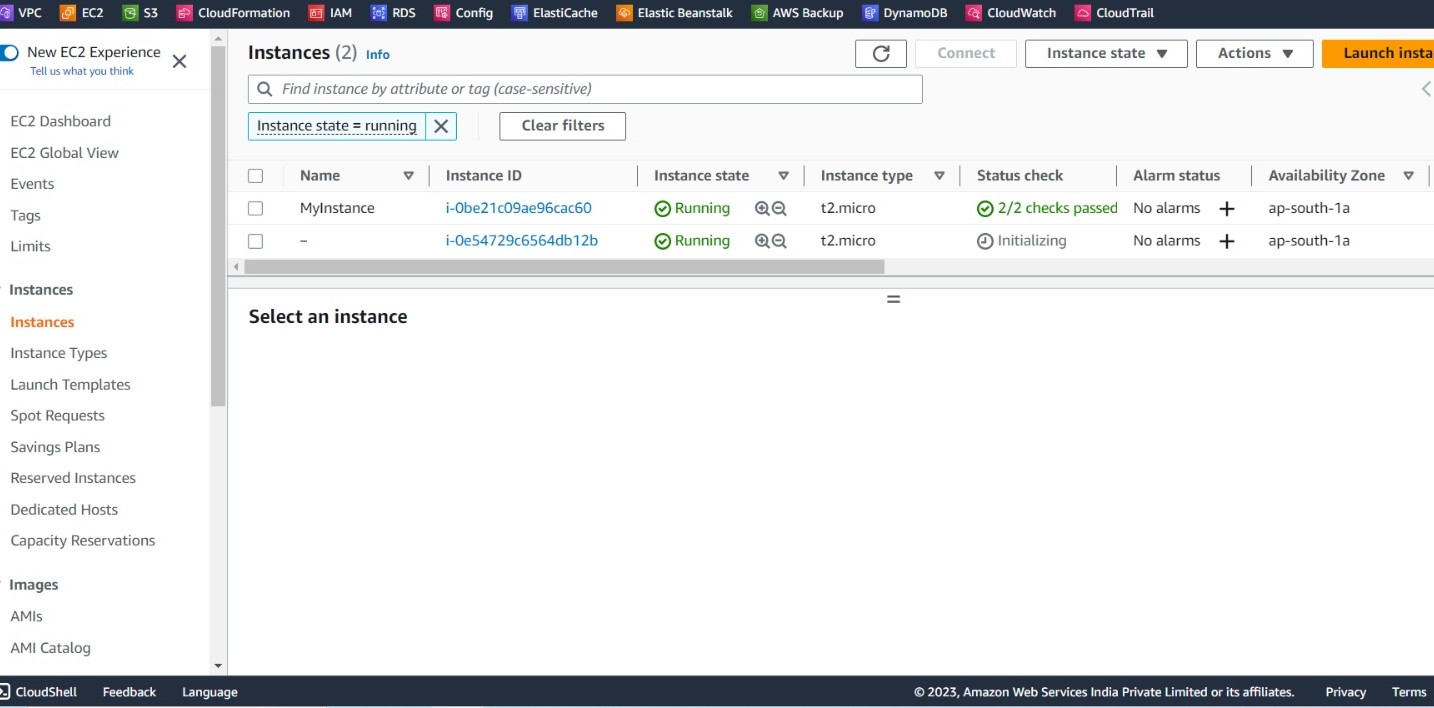 VPC EC2 S3 CloudFormation IAM RDS Config ElastiCache Elastic Beanstalk AWS Backup DynamoDB CloudWatch CloudTrail
New EC2 Experience
Tell us what you think
EC2 Dashboard
EC2 Global View
Events
Tags
Limits
Instances
Instances
Instance Types
Launch Templates
Spot Requests
Savings Plans
Reserved Instances
Dedicated Hosts
Capacity Reservations
Images
AMIs
AMI Catalog
Instances (2) Info
Connect
Instance state
Actions
Launch insta
Find instance by attribute or tag (case-sensitive)
Instance state = running
Clear filters
Name Instance ID Instance state Instance type Status check Alarm status Availability Zone
MyInstance i-0be21c09ae96cac60 Running t2.micro 2/2 checks passed No alarms + ap-south-1a
– i-0e54729c6564db12b Running t2.micro Initializing No alarms + ap-south-1a
Select an instance
CloudShell Feedback Language © 2023, Amazon Web Services India Private Limited or its affiliates. Privacy Terms